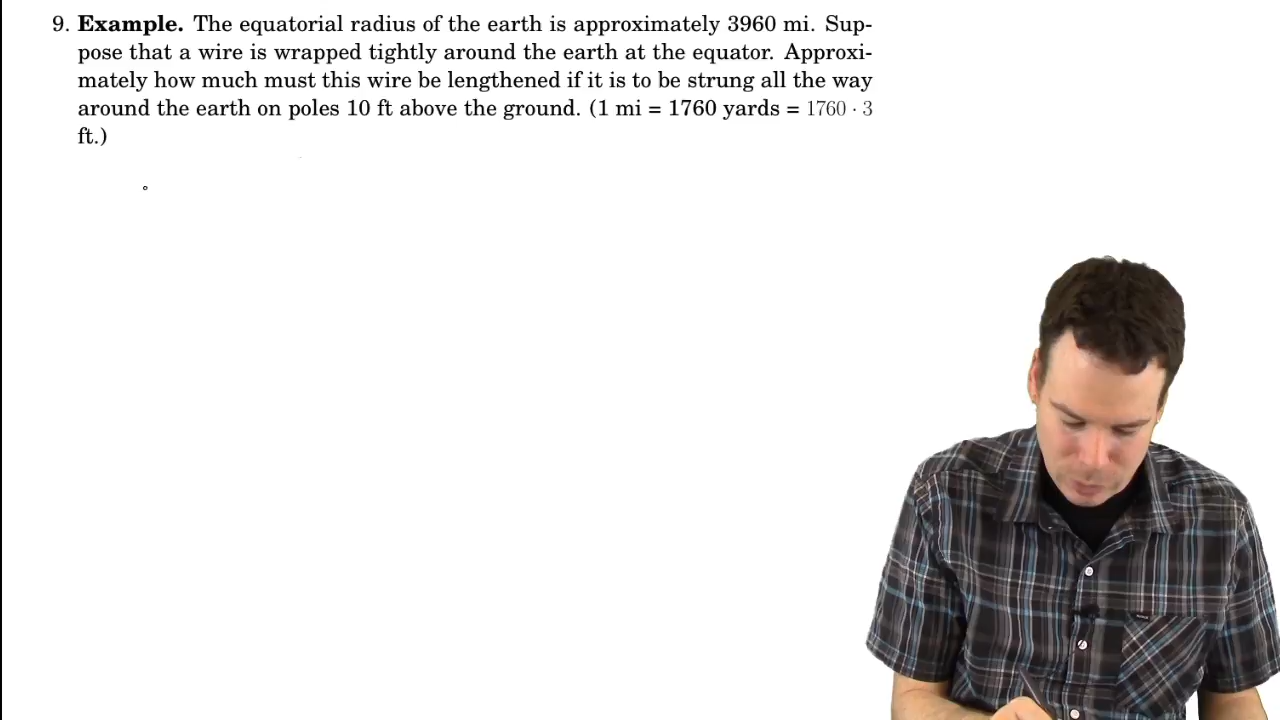 9. Example. The equatorial radius of the earth is approximately 3960 mi. Sup-
pose that a wire is wrapped tightly around the earth at the equator. Approxi-
mately how much must this wire be lengthened if it is to be strung all the way
around the earth on poles 10 ft above the ground. (1 mi = 1760 yards = 1760 · 3
ft.)